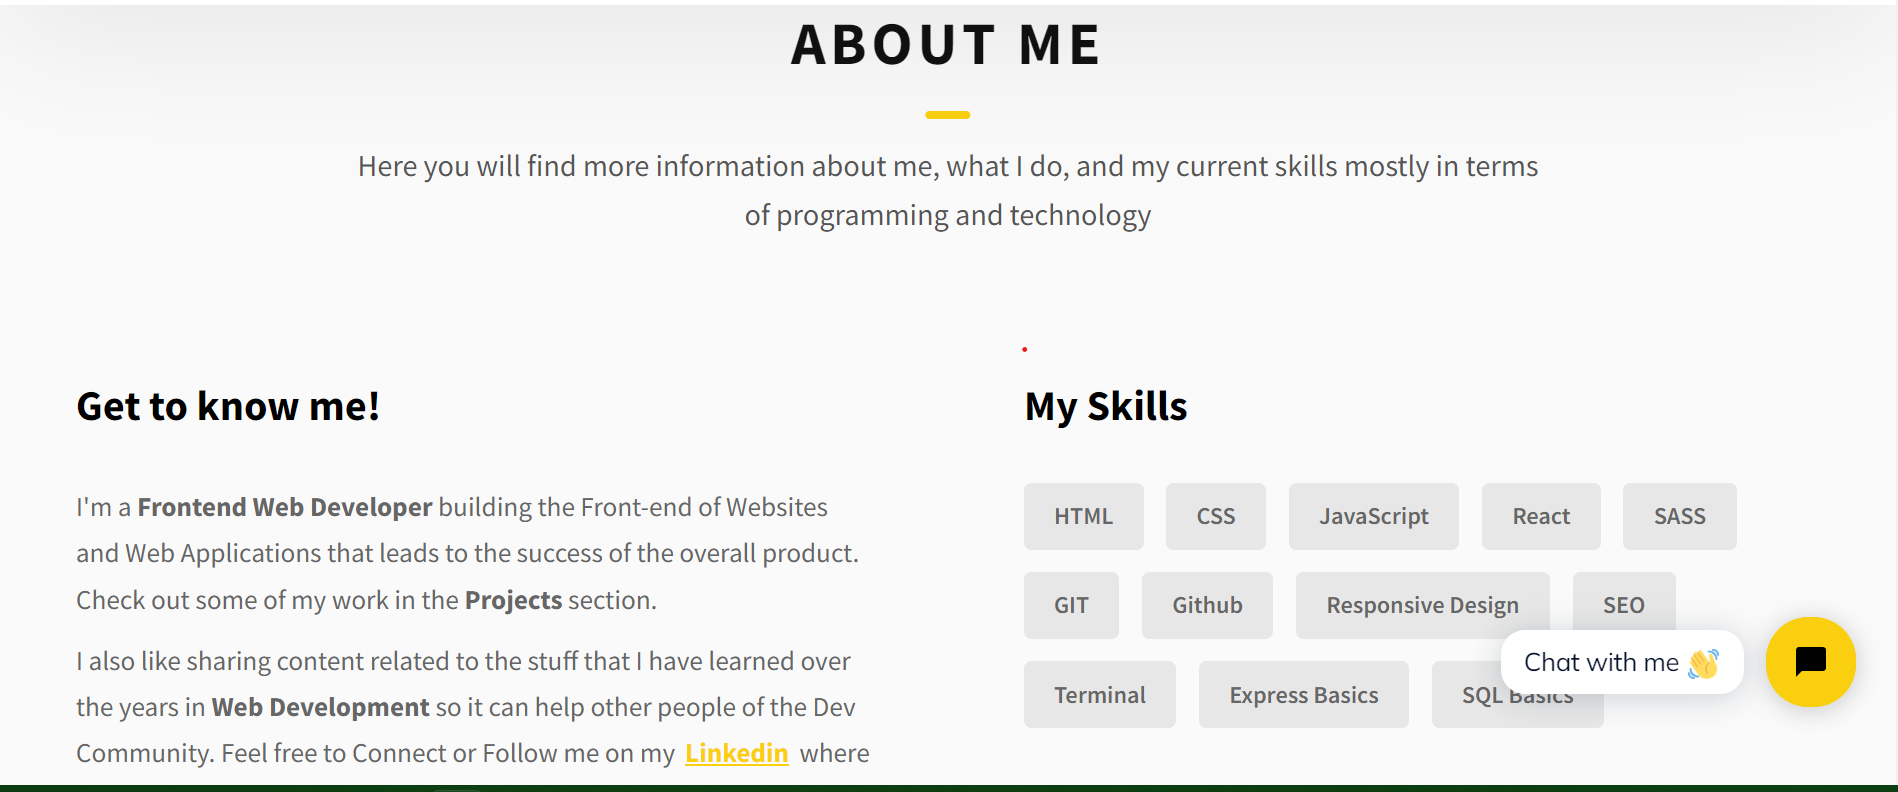 ABOUT ME
Here you will find more information about me, what I do, and my current skills mostly in terms
of programming and technology
Get to know me!
I'm a Frontend Web Developer building the Front-end of Websites
and Web Applications that leads to the success of the overall product.
Check out some of my work in the Projects section.
I also like sharing content related to the stuff that I have learned over
the years in Web Development so it can help other people of the Dev
Community. Feel free to Connect or Follow me on my Linkedin where
My Skills
HTML CSS JavaScript React SASS
GIT Github Responsive Design SEO
Terminal Express Basics SQL Basics
Chat with me 👋